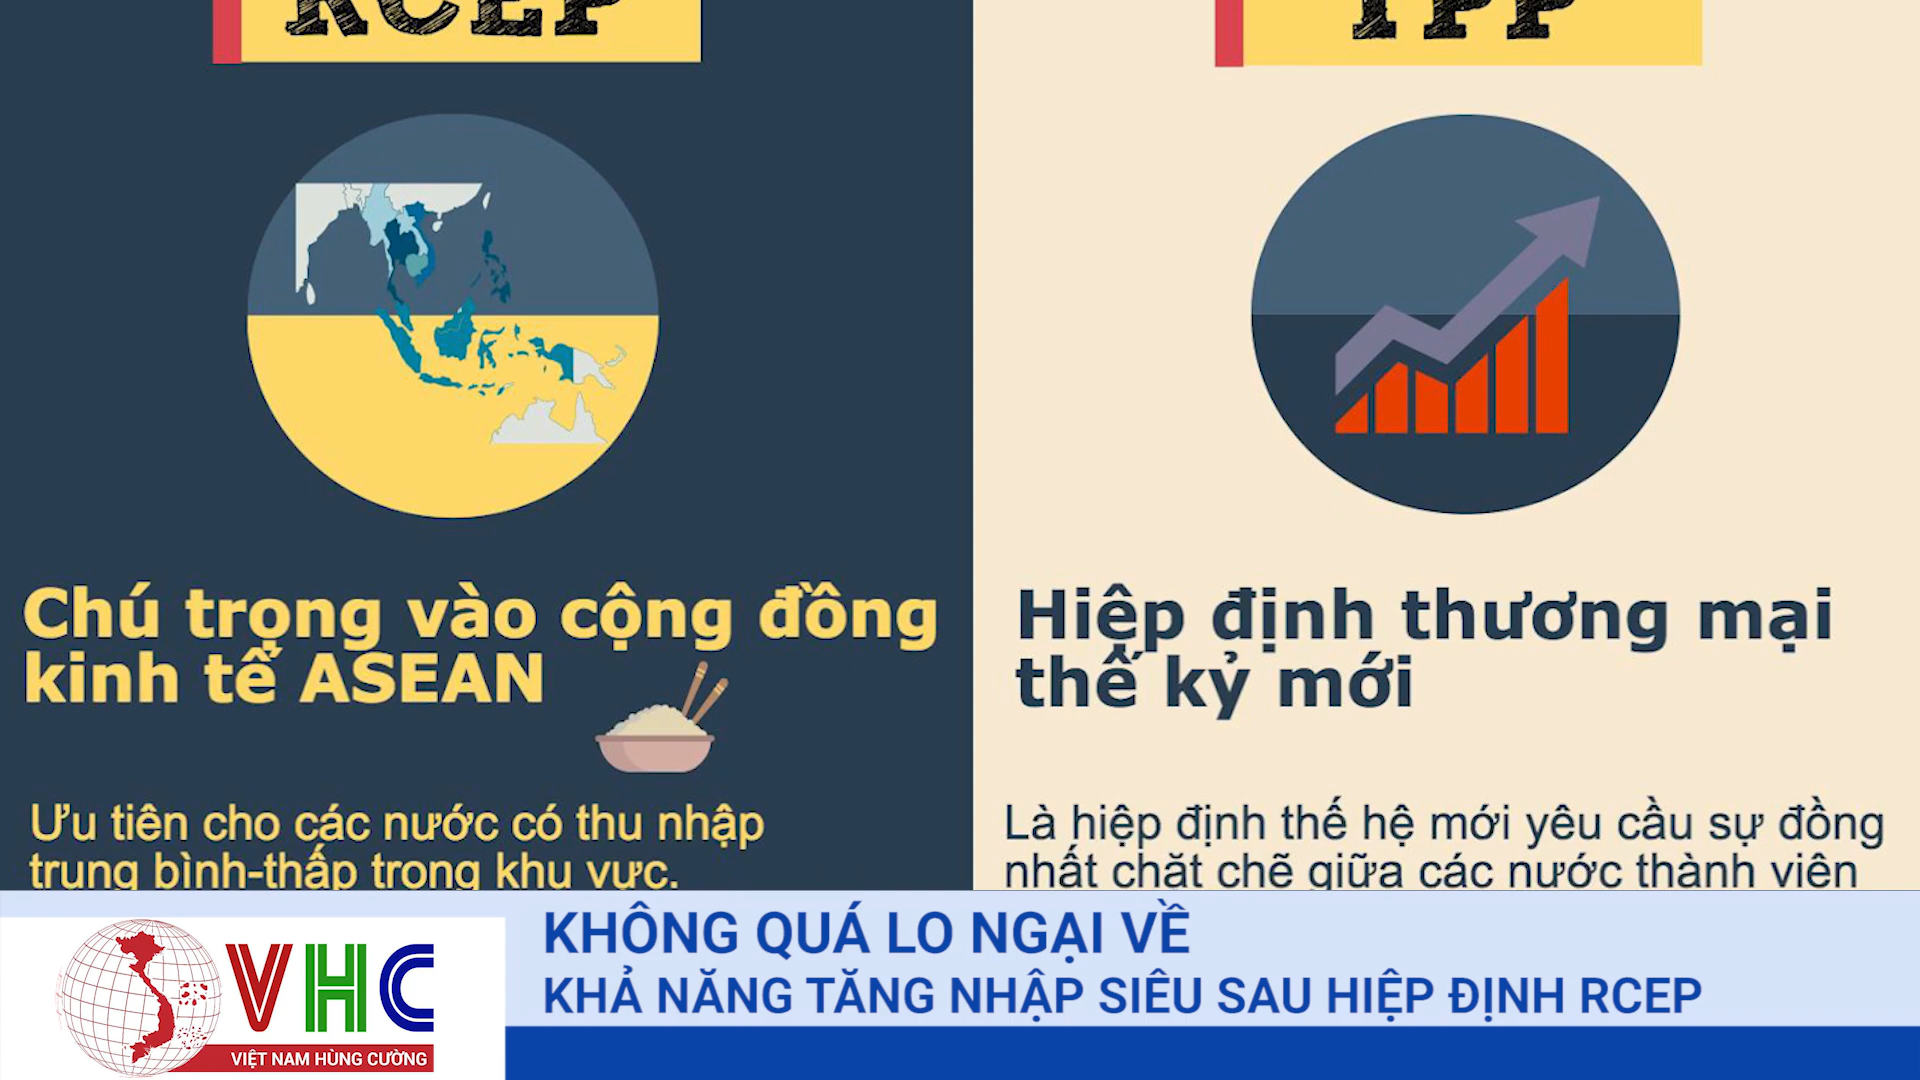 RCEP
TPP
Chú trọng vào cộng đồng
kinh tế ASEAN
Ưu tiên cho các nước có thu nhập
trung bình-thấp trong khu vực.
Hiệp định thương mại
thế kỷ mới
Là hiệp định thế hệ mới yêu cầu sự đồng
nhất chặt chẽ giữa các nước thành viên
VHC
VIỆT NAM HÙNG CƯỜNG
KHÔNG QUÁ LO NGẠI VỀ
KHẢ NĂNG TĂNG NHẬP SIÊU SAU HIỆP ĐỊNH RCEP